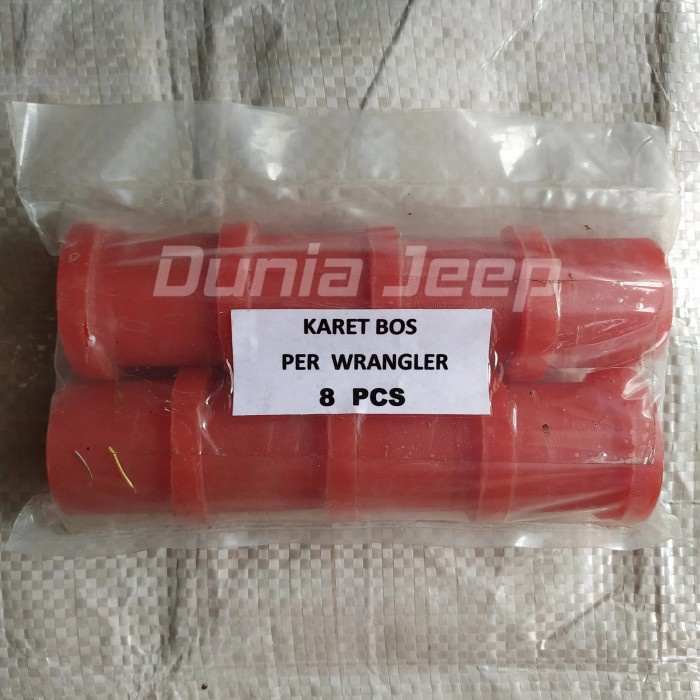 Dunia Jeep
KARET BOS
PER WRANGLER
8 PCS